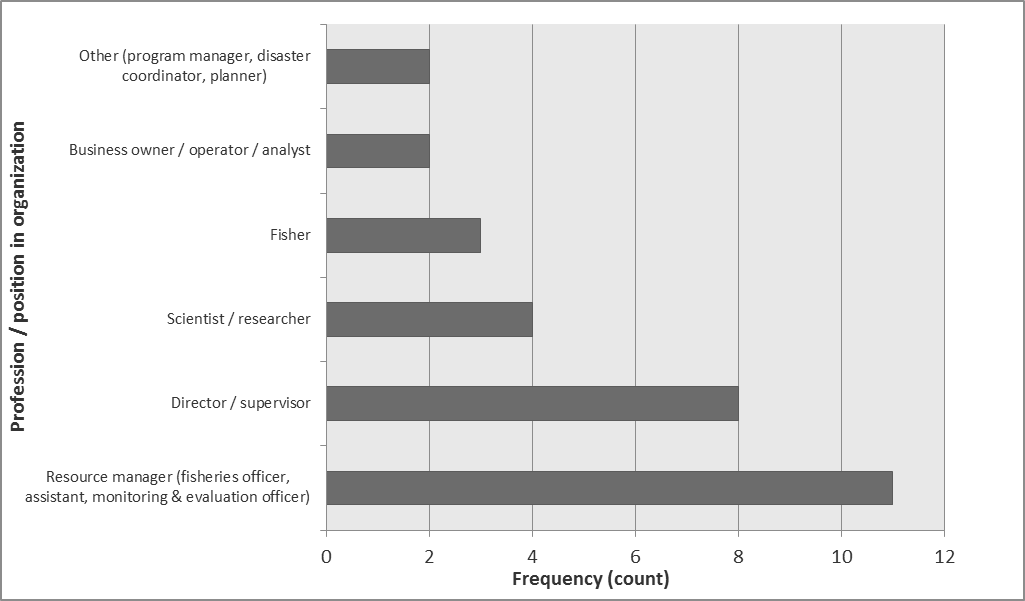 Other (program manager, disaster
coordinator, planner)
Business owner / operator / analyst
Fisher
Scientist / researcher
Director / supervisor
Resource manager (fisheries officer,
assistant, monitoring & evaluation officer)
Profession / position in organization
0 2 4 6 8 10 12
Frequency (count)